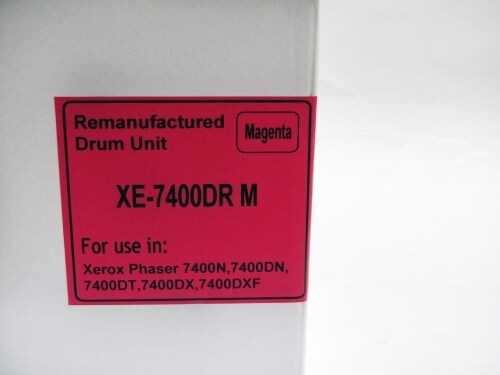 Remanufactured
Drum Unit
Magenta
XE-7400DR M
For use in:
Xerox Phaser 7400N,7400DN,
7400DT,7400DX,7400DXF